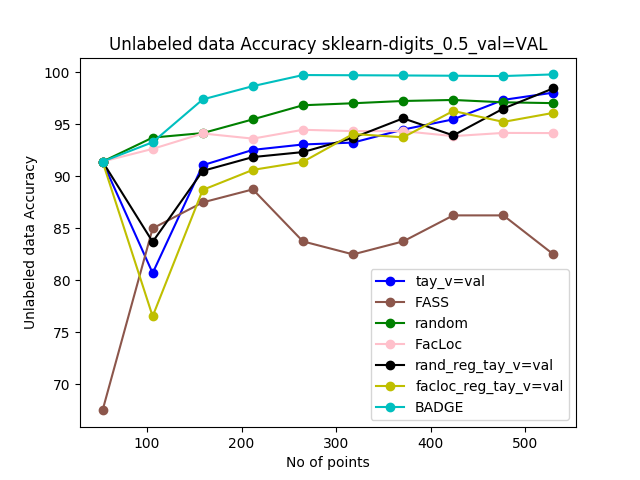 Unlabeled data Accuracy sklearn-digits_0.5_val=VAL
Unlabeled data Accuracy
100
95
90
85
80
75
70
tay_v=val
FASS
random
FacLoc
rand_reg_tay_v=val
facloc_reg_tay_v=val
BADGE
100 200 300 400 500
No of points